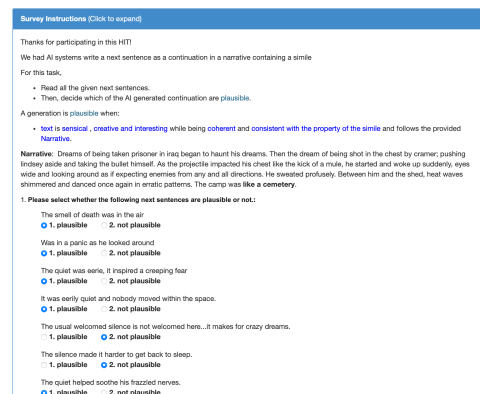 Survey Instructions (Click to expand)
Thanks for participating in this HIT!
We had AI systems write a next sentence as a continuation in a narrative containing a simile
For this task,
• Read all the given next sentences.
• Then, decide which of the AI generated continuation are plausible.
A generation is plausible when:
• text is sensical , creative and interesting while being coherent and consistent with the property of the simile and follows the provided
Narrative.
Narrative: Dreams of being taken prisoner in iraq began to haunt his dreams. Then the dream of being shot in the chest by cramer; pushing
lindsey aside and taking the bullet himself. As the projectile impacted his chest like the kick of a mule, he started and woke up suddenly, eyes
wide and looking around as if expecting enemies from any and all directions. He sweated profusely. Between him and the shed, heat waves
shimmered and danced once again in erratic patterns. The camp was like a cemetery.
1. Please select whether the following next sentences are plausible or not.:
The smell of death was in the air
1. plausible 2. not plausible
Was in a panic as he looked around
1. plausible 2. not plausible
The quiet was eerie, it inspired a creeping fear
1. plausible 2. not plausible
It was eerily quiet and nobody moved within the space.
1. plausible 2. not plausible
The usual welcomed silence is not welcomed here...it makes for crazy dreams.
1. plausible 2. not plausible
The silence made it harder to get back to sleep.
1. plausible 2. not plausible
The quiet helped soothe his frazzled nerves.
1. plausible 2. not plausible